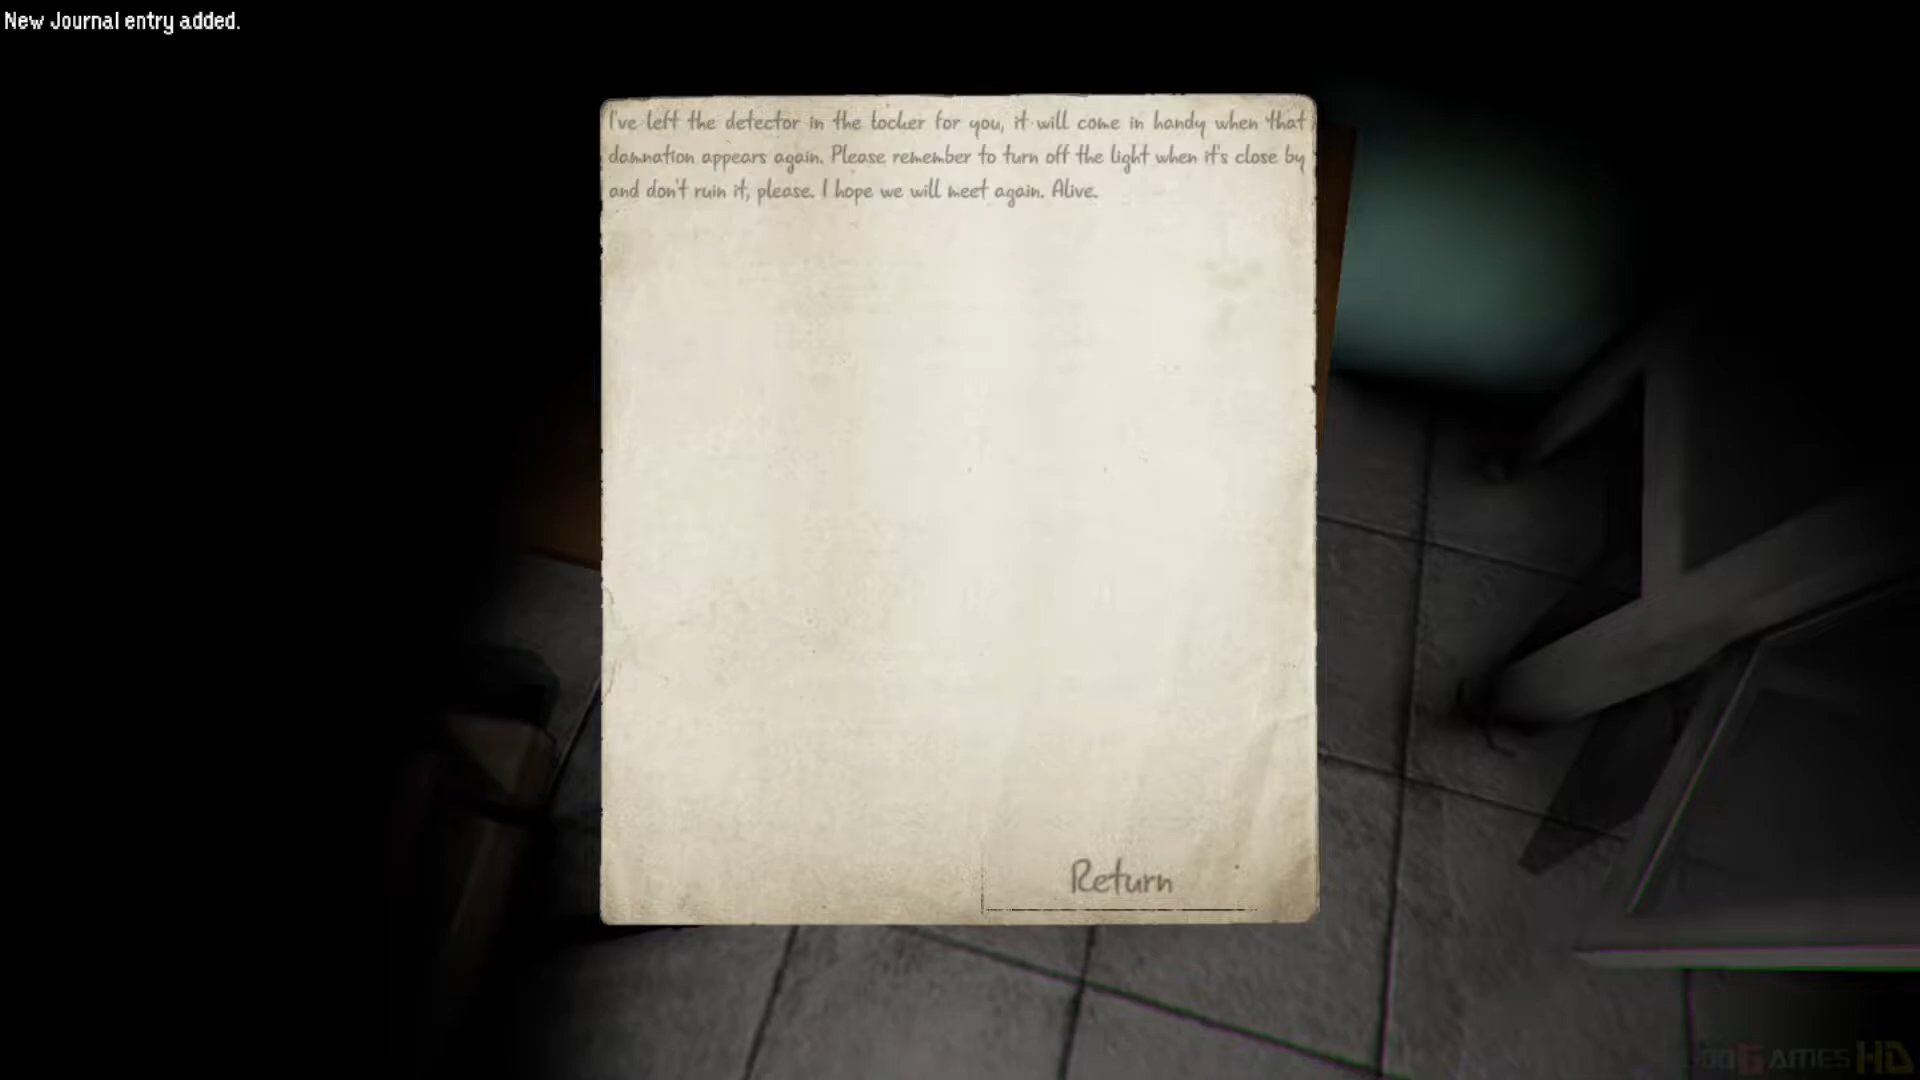 New Journal entry added.
I've left the detector in the locker for you, it will come in handy when that
damnation appears again. Please remember to turn off the light when it's close by
and don't ruin it, please. I hope we will meet again. Alive.
Return
GAMES HD